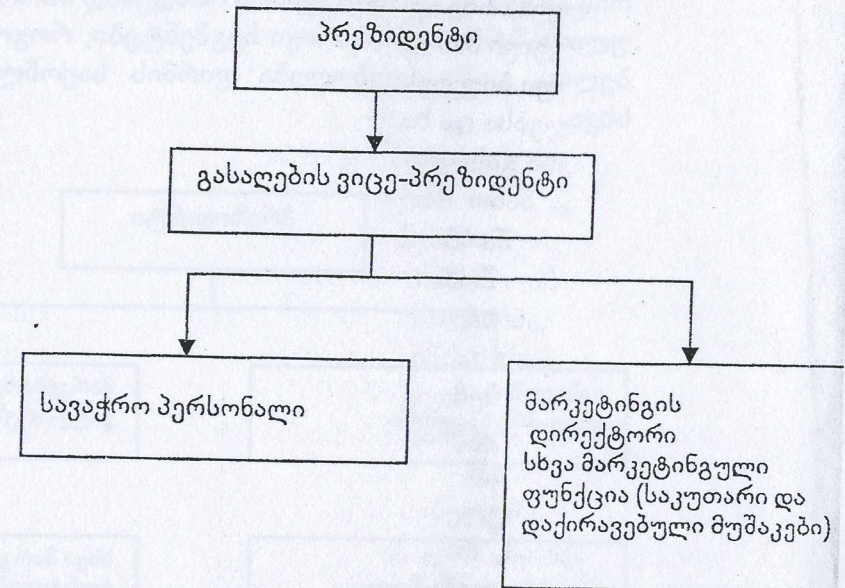 პრეზიდენტი
გასაღების ვიცე-პრეზიდენტი
სავაჭრო პერსონალი
მარკეტინგის
დირექტორი
სხვა მარკეტინგული
ფუნქცია (საკუთარი და
დაქირავებული მუშაკები)